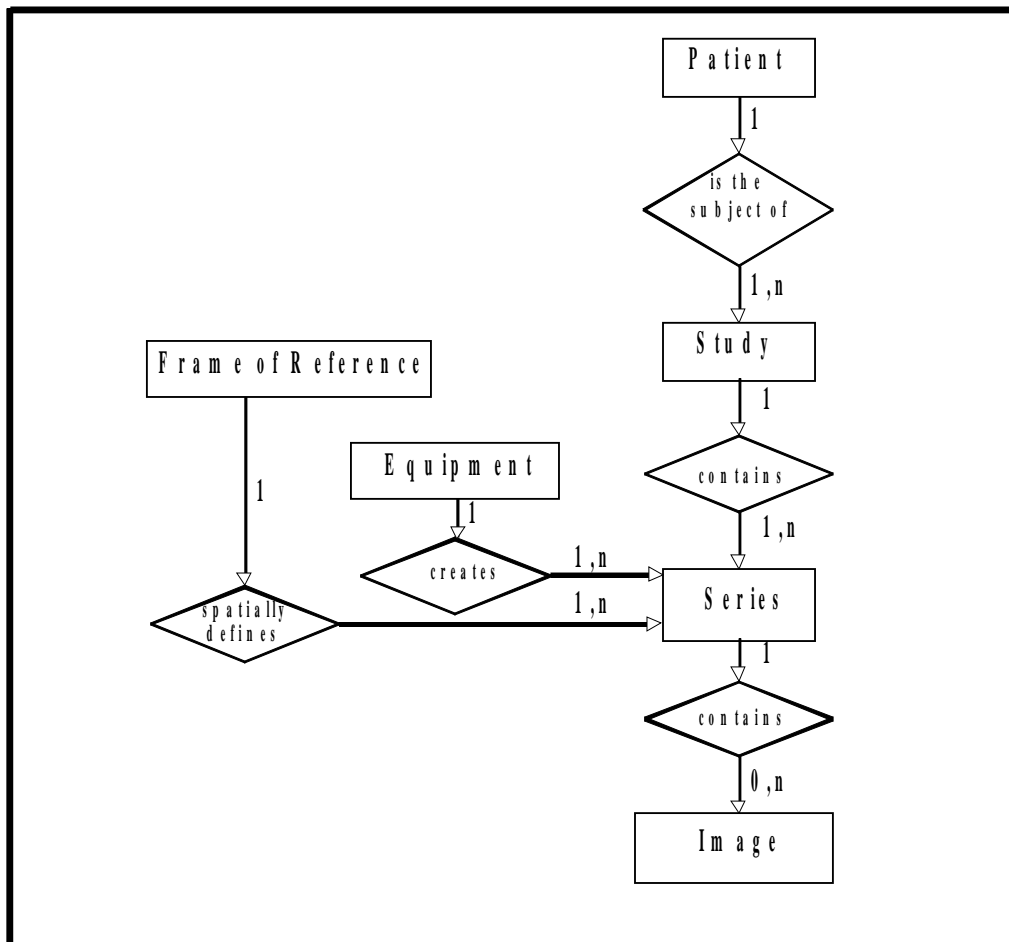 Patient
1
is the
subject of
1,n
Study
Frame of Reference
1
contains
Equipment
1
1
1,n
creates
1,n
Series
spatially
defines
1,n
1
contains
0,n
Image